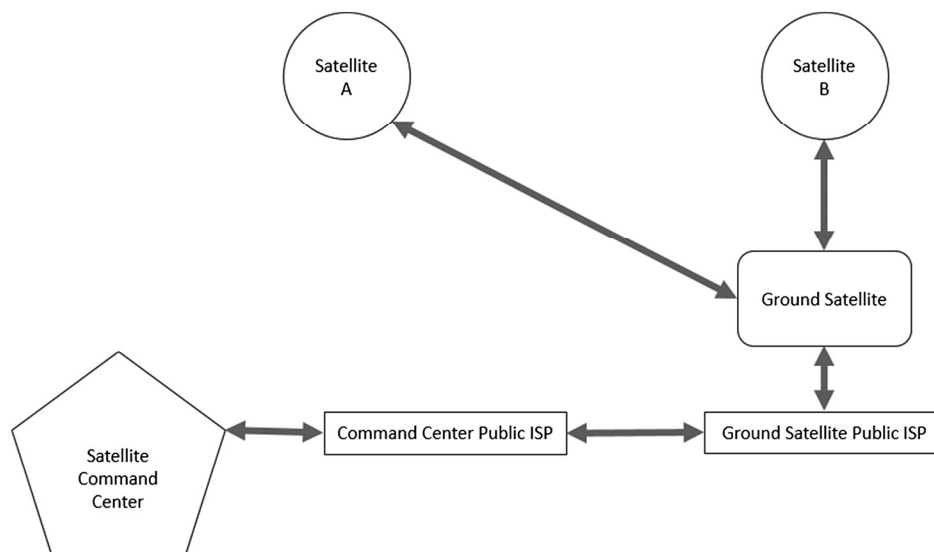 Satellite
A
Satellite
B
Ground Satellite
Satellite
Command
Center
Command Center Public ISP
Ground Satellite Public ISP